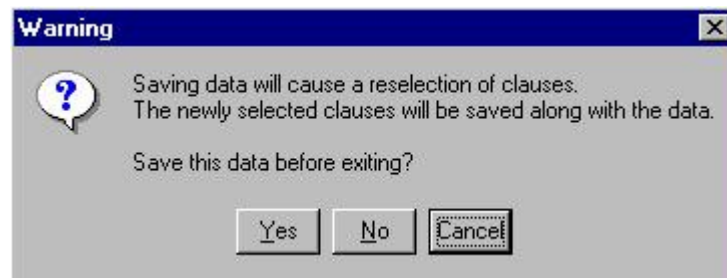 Warning
Saving data will cause a reselection of clauses.
The newly selected clauses will be saved along with the data.
Save this data before exiting?
Yes No Cancel